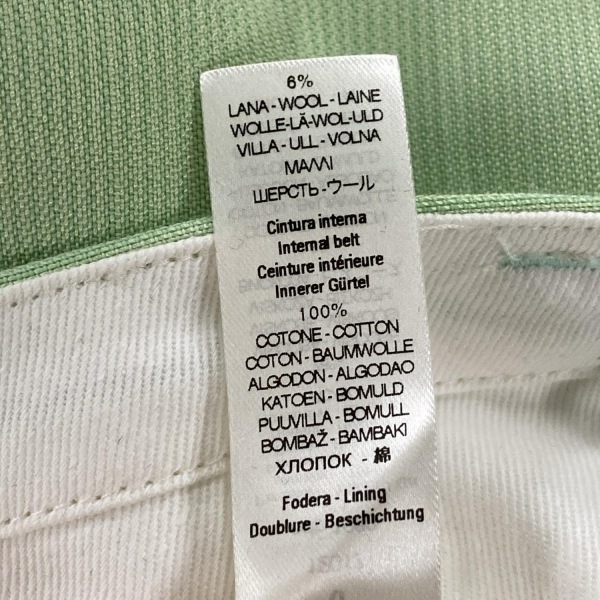 6%
LANA - WOOL - LAINE
WOLLE-LĀ-WOL-ULD
VILLA - ULL - VOLNA
ΜΑΛΛΙ
ШЕРСТЬ - ウール
Cintura interna
Internal belt
Ceinture intérieure
Innerer Gürtel
100%
COTONE - COTTON
COTON - BAUMWOLLE
ALGODON - ALGODAO
KATOEN - BOMULD
PUUVILLA - BOMULL
BOMBAŽ - BAMBAKI
ХЛОПОК - 棉
Fodera - Lining
Doublure - Beschichtung